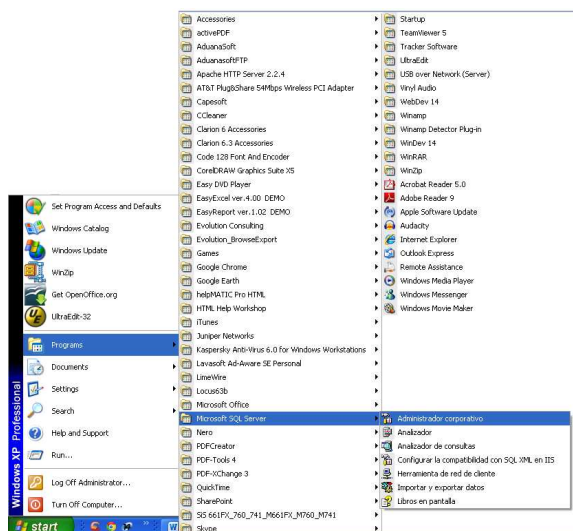 Set Program Access and Defaults
Windows Catalog
Windows Update
WinZip
Get OpenOffice.org
UltraEdit-32
Programs
Documents
Settings
Search
Help and Support
Run...
Log Off Administrator...
Turn Off Computer...
Windows XP Professional
start
Accessories
activePDF
AduanaSoft
AduanasoftFTP
Apache HTTP Server 2.2.4
AT&T Plug&Share 54Mbps Wireless PCI Adapter
Capesoft
CCleaner
Clarion 6 Accessories
Clarion 6.3 Accessories
Code 128 Font And Encoder
CorelDRAW Graphics Suite X5
Easy DVD Player
EasyExcel ver.4.00 DEMO
EasyReport ver.1.02 DEMO
Evolution Consulting
Evolution_BrowseExport
Games
Google Chrome
Google Earth
helpMATIC Pro HTML
HTML Help Workshop
iTunes
Juniper Networks
Kaspersky Anti-Virus 6.0 for Windows Workstations
Lavasoft Ad-Aware SE Personal
LimeWire
Locus63b
Microsoft Office
Microsoft SQL Server
Nero
PDFCreator
PDF-Tools 4
PDF-XChange 3
QuickTime
SharePoint
SiS 661FX_760_741_M661FX_M760_M741
Skype
Startup
TeamViewer 5
Tracker Software
UltraEdit
USB over Network (Server)
Vinyl Audio
WebDev 14
Winamp
Winamp Detector Plug-in
WinDev 14
WinRAR
WinZip
Acrobat Reader 5.0
Adobe Reader 9
Apple Software Update
Audacity
Internet Explorer
Outlook Express
Remote Assistance
Windows Media Player
Windows Messenger
Windows Movie Maker
Administrador corporativo
Analizador
Analizador de consultas
Configurar la compatibilidad con SQL XML en IIS
Herramienta de red de cliente
Importar y exportar datos
Libros en pantalla